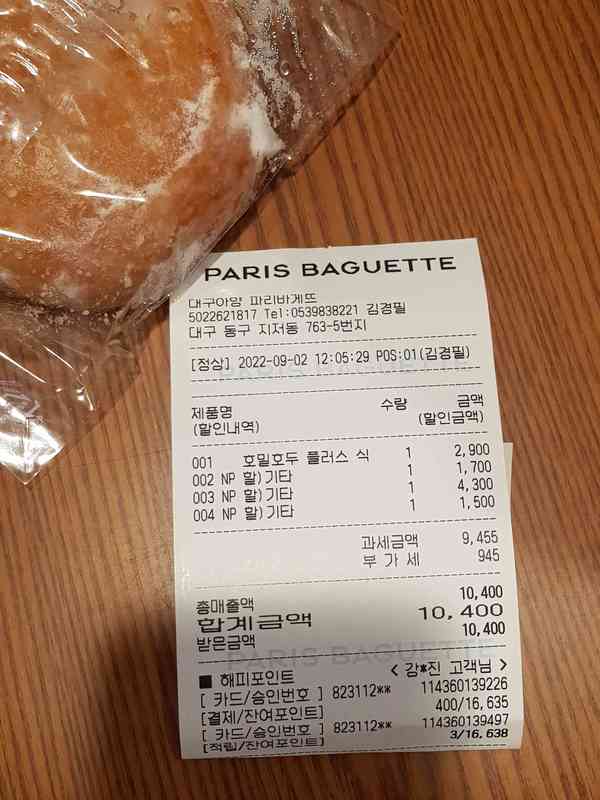 PARIS BAGUETTE
대구아양 파리바게뜨
5022621817 Tel:0539838221 김경필
대구 동구 지저동 763-5번지
[정상] 2022-09-02 12:05:29 POS:01(김경필)
제품명 수량 금액
(할인내역) (할인금액)
001 호밀호두 플러스 식 1 2,900
002 NP 할)기타 1 1,700
003 NP 할)기타 1 4,300
004 NP 할)기타 1 1,500
과세금액 9,455
부 가 세 945
총매출액 10,400
합계금액 10,400
받은금액 10,400
PARIS BAGUETTE
■ 해피포인트 < 강*진 고객님 >
[ 카드/승인번호 ] 823112** 114360139226
[결제/잔여포인트] 400/16,635
[ 카드/승인번호 ] 823112** 114360139497
[적립/잔여포인트] 3/16,638